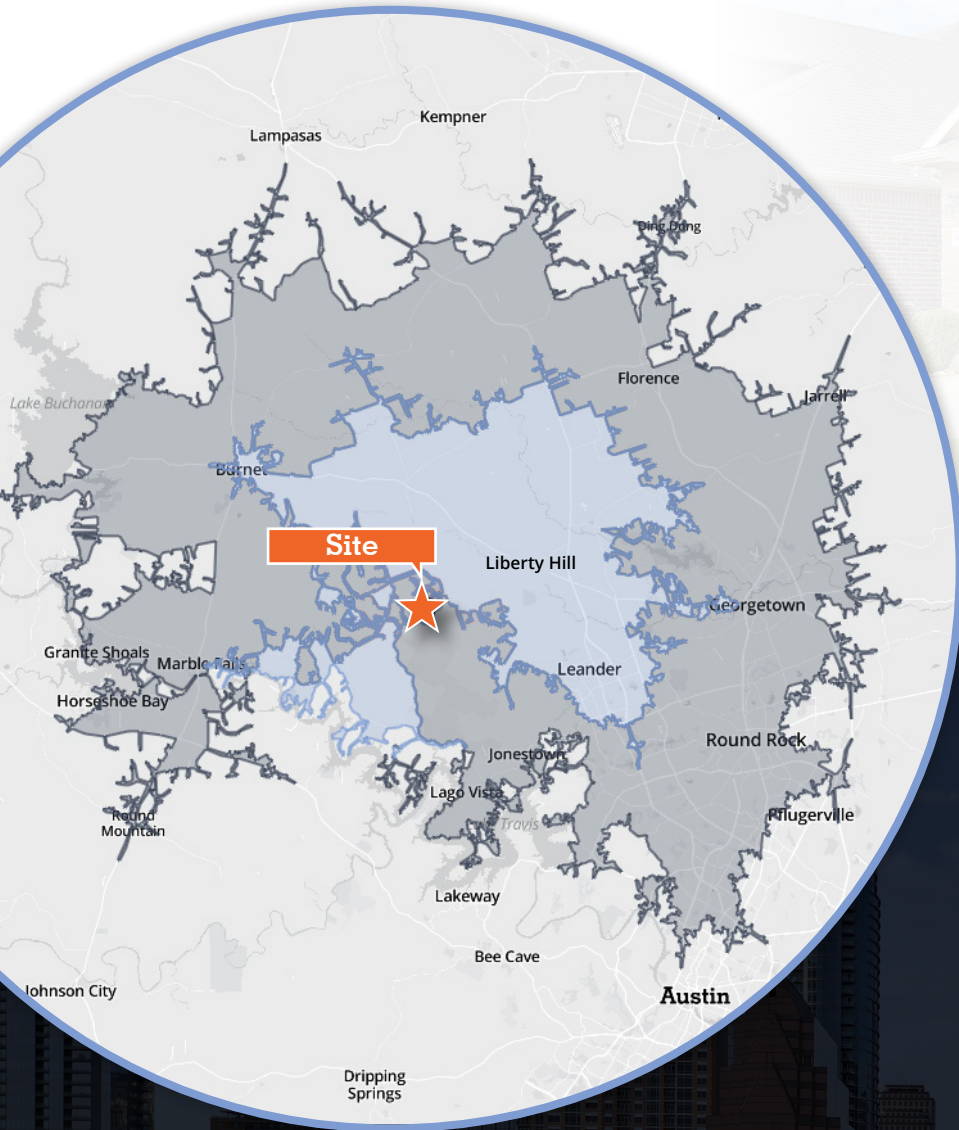 Kempner
Lampasas
Ding Dong
Florence
Jarrell
Lake Buchanan
Burnet
Site
Liberty Hill
Georgetown
Granite Shoals
Marble Falls
Leander
Horseshoe Bay
Round Rock
Jonestown
Lago Vista
Travis
Round
Mountain
Pflugerville
Lakeway
Bee Cave
Johnson City
Austin
Dripping
Springs